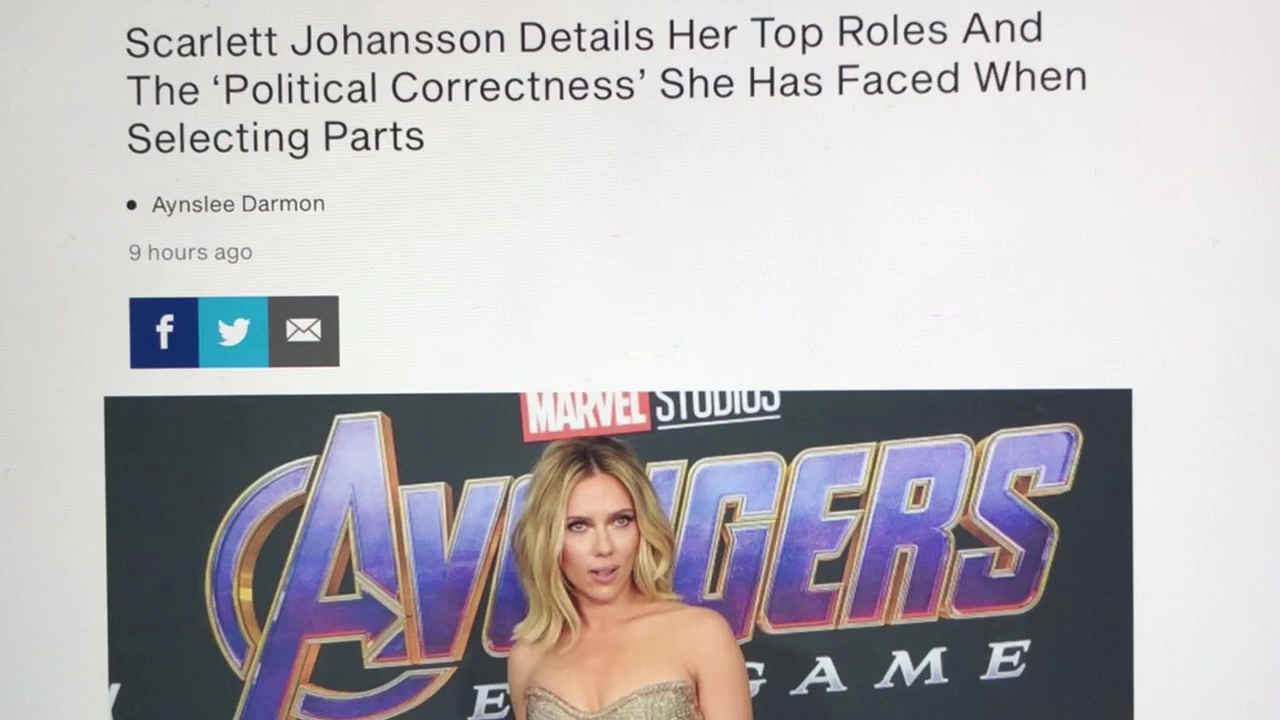 Scarlett Johansson Details Her Top Roles And
The ‘Political Correctness’ She Has Faced When
Selecting Parts
Aynslee Darmon
9 hours ago
f
MARVEL STUDIOS
AVENGERS
E GAME